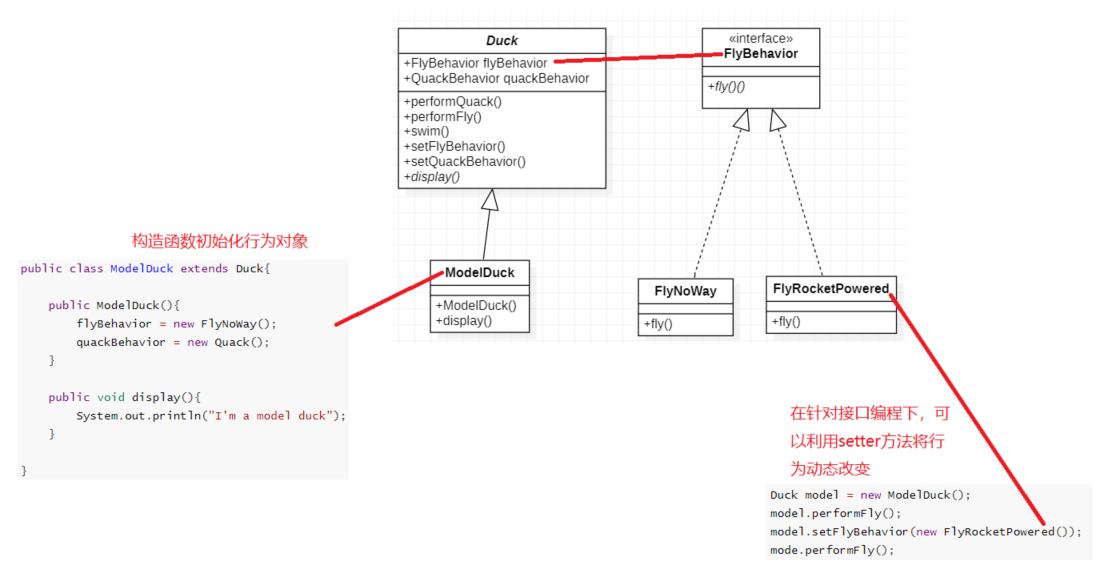 Duck
+FlyBehavior flyBehavior
+QuackBehavior quackBehavior
+performQuack()
+performFly()
+swim()
+setFlyBehavior()
+setQuackBehavior()
+display()
«interface»
FlyBehavior
+fly()()
构造函数初始化行为对象
public class ModelDuck extends Duck{
public ModelDuck(){
flyBehavior = new FlyNoWay();
quackBehavior = new Quack();
}
public void display(){
System.out.println("I'm a model duck");
}
}
ModelDuck
+ModelDuck()
+display()
FlyNoWay
+fly()
FlyRocketPowered
+fly()
在针对接口编程下，可
以利用setter方法将行
为动态改变
Duck model = new ModelDuck();
model.performFly();
model.setFlyBehavior(new FlyRocketPowered());
mode.performFly();